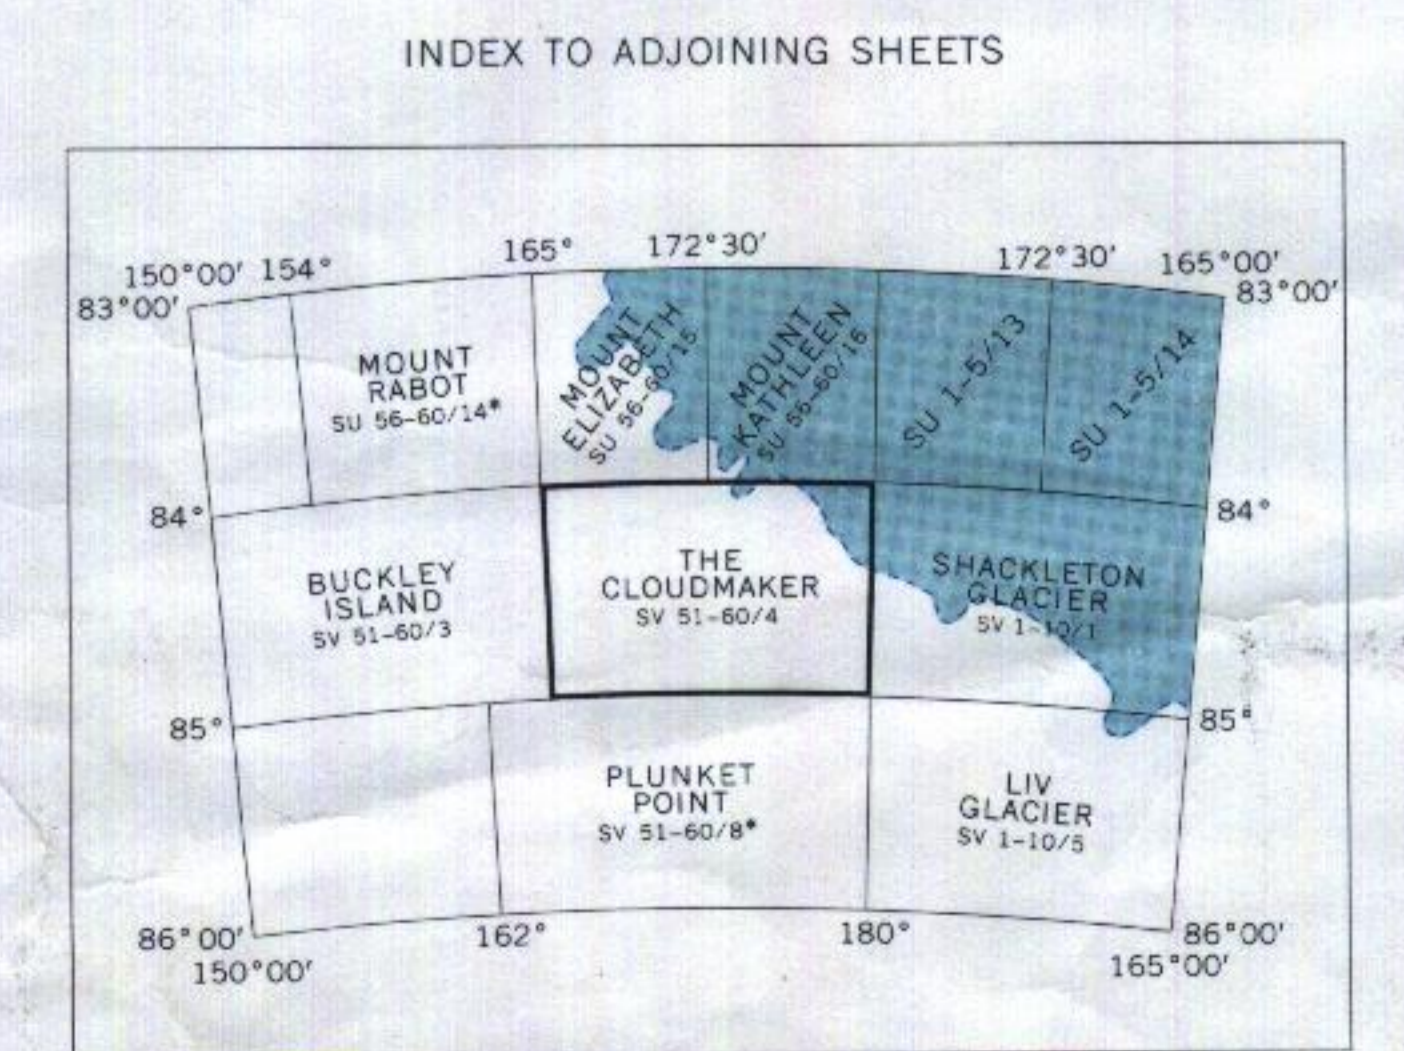 INDEX TO ADJOINING SHEETS
150°00′ 154° 165° 172°30′ 172°30′ 165°00′
83°00′ 83°00′
MOUNT
RABOT
SU 56–60/14*
MOUNT
ELIZABETH
SU 56–60/15
MOUNT
KATHLEEN
SU 56–60/16
SU 1–5/13
SU 1–5/14
84° 84°
BUCKLEY
ISLAND
SV 51–60/3
THE
CLOUDMAKER
SV 51–60/4
SHACKLETON
GLACIER
SV 1–10/1
85° 85°
PLUNKET
POINT
SV 51–60/8*
LIV
GLACIER
SV 1–10/5
86°00′ 162° 180° 86°00′
150°00′ 165°00′